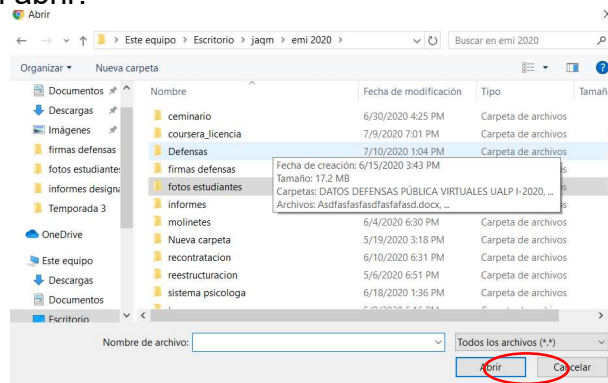 abrir.
Abrir
Este equipo > Escritorio > jaqm > emi 2020 >
Buscar en emi 2020
Organizar
Nueva carpeta
Documentos
Descargas
Imágenes
firmas defensas
fotos estudiante
informes design
Temporada 3
OneDrive
Este equipo
Descargas
Documentos
Escritorio
Nombre Fecha de modificación Tipo Tamañ
ceminario 6/30/2020 4:25 PM Carpeta de archivos
coursera_licencia 7/9/2020 7:01 PM Carpeta de archivos
Defensas 7/10/2020 1:04 PM Carpeta de archivos
firmas defensas
fotos estudiantes
informes
Fecha de creación: 6/15/2020 3:43 PM
Tamaño: 17.2 MB
Carpetas: DATOS DEFENSAS PÚBLICA VIRTUALES UALP I-2020, ...
Archivos: Asdfasfasfasdfasfafasd.docx, ...
molinetes 6/4/2020 6:30 PM Carpeta de archivos
Nueva carpeta 5/19/2020 3:18 PM Carpeta de archivos
recontratacion 6/10/2020 6:31 PM Carpeta de archivos
reestructuracion 5/6/2020 6:51 PM Carpeta de archivos
sistema psicologa 6/18/2020 1:36 PM Carpeta de archivos
Nombre de archivo:
Todos los archivos (*.*)
Abrir
Cancelar